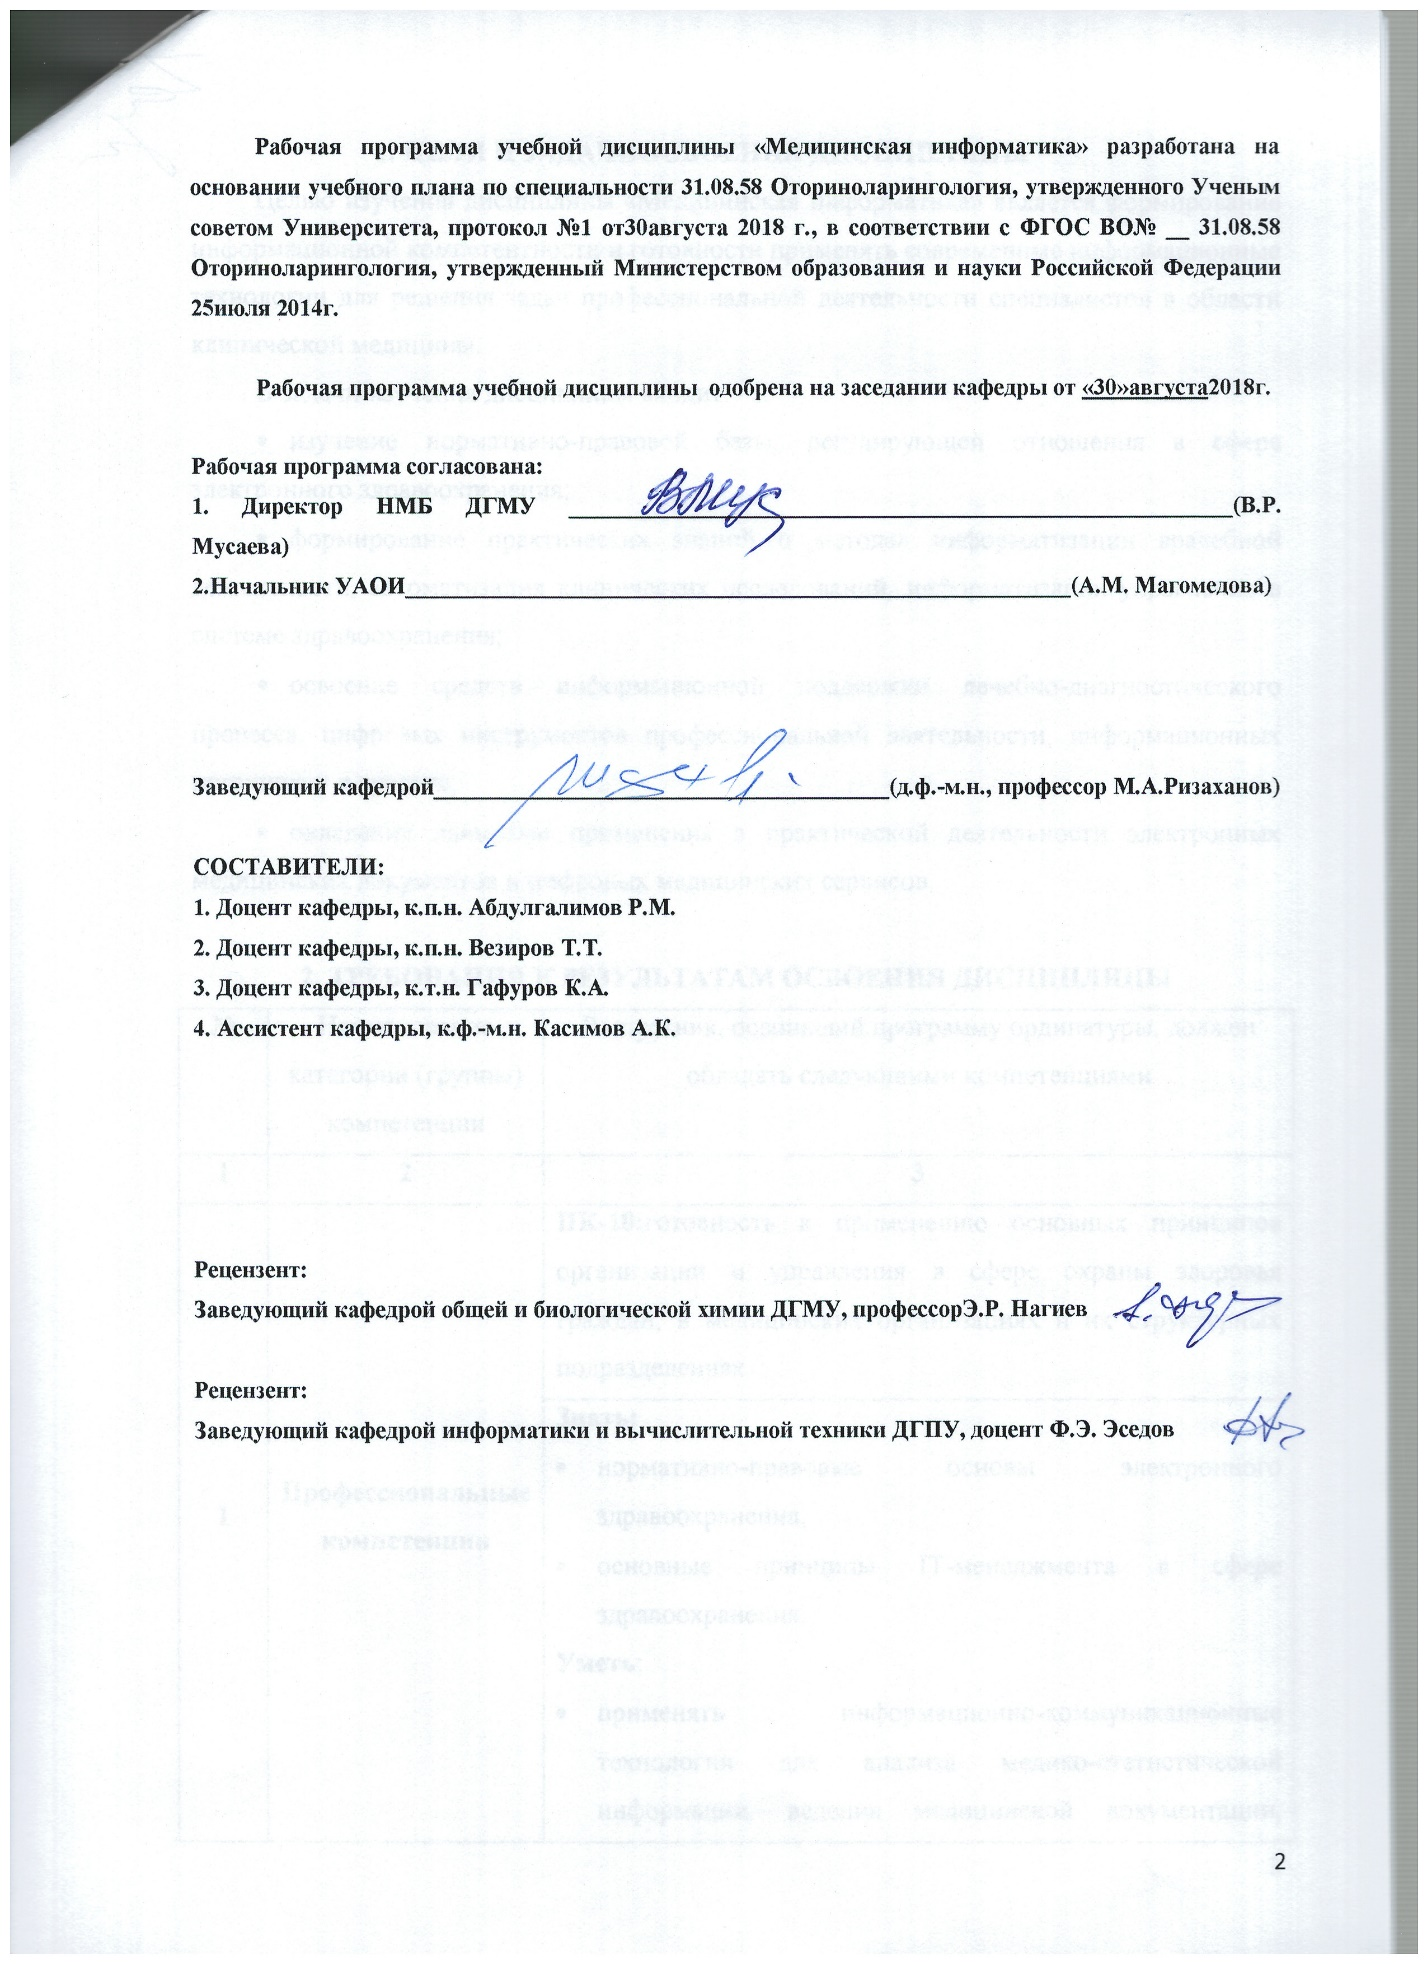 Рабочая программа учебной дисциплины «Медицинская информатика» разработана на
основании учебного плана по специальности 31.08.58 Оториноларингология, утвержденного Ученым
советом Университета, протокол №1 от30августа 2018 г., в соответствии с ФГОС ВО№ __ 31.08.58
Оториноларингология, утвержденный Министерством образования и науки Российской Федерации
25июля 2014г.
Рабочая программа учебной дисциплины одобрена на заседании кафедры от «30»августа2018г.
Рабочая программа согласована:
1. Директор НМБ ДГМУ ____________________(В.Р.
Мусаева)
2.Начальник УАОИ____________________(А.М. Магомедова)
Заведующий кафедрой____________________(д.ф.-м.н., профессор М.А.Ризаханов)
СОСТАВИТЕЛИ:
1. Доцент кафедры, к.п.н. Абдулгалимов Р.М.
2. Доцент кафедры, к.п.н. Везиров Т.Т.
3. Доцент кафедры, к.т.н. Гафуров К.А.
4. Ассистент кафедры, к.ф.-м.н. Касимов А.К.
Рецензент:
Заведующий кафедрой общей и биологической химии ДГМУ, профессорЭ.Р. Нагиев
Рецензент:
Заведующий кафедрой информатики и вычислительной техники ДГПУ, доцент Ф.Э. Эседов
2